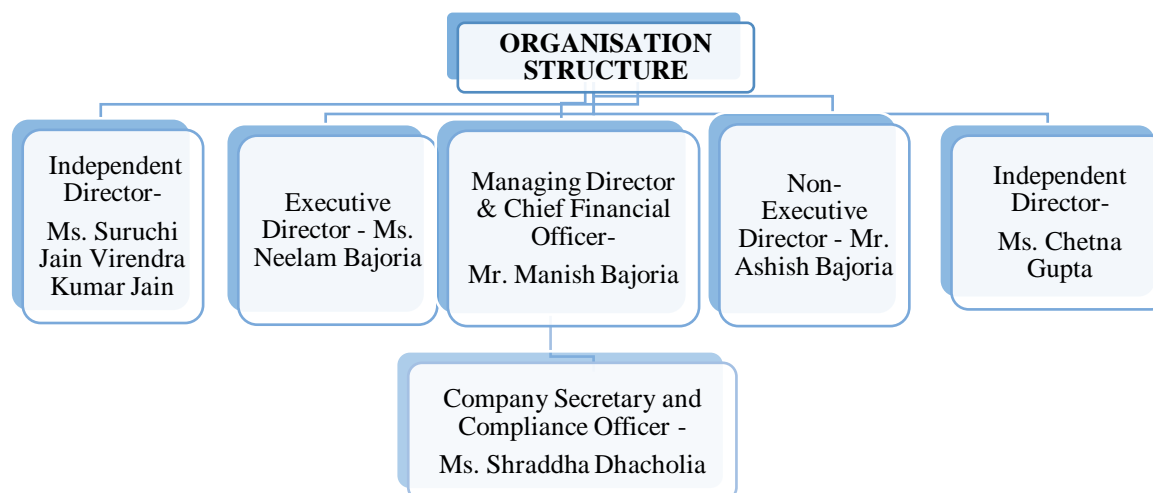 ORGANISATION
STRUCTURE
Independent
Director-
Ms. Suruchi
Jain Virendra
Kumar Jain
Executive
Director - Ms.
Neelam Bajoria
Managing Director
& Chief Financial
Officer-
Mr. Manish Bajoria
Non-
Executive
Director - Mr.
Ashish Bajoria
Independent
Director-
Ms. Chetna
Gupta
Company Secretary and
Compliance Officer -
Ms. Shraddha Dhacholia